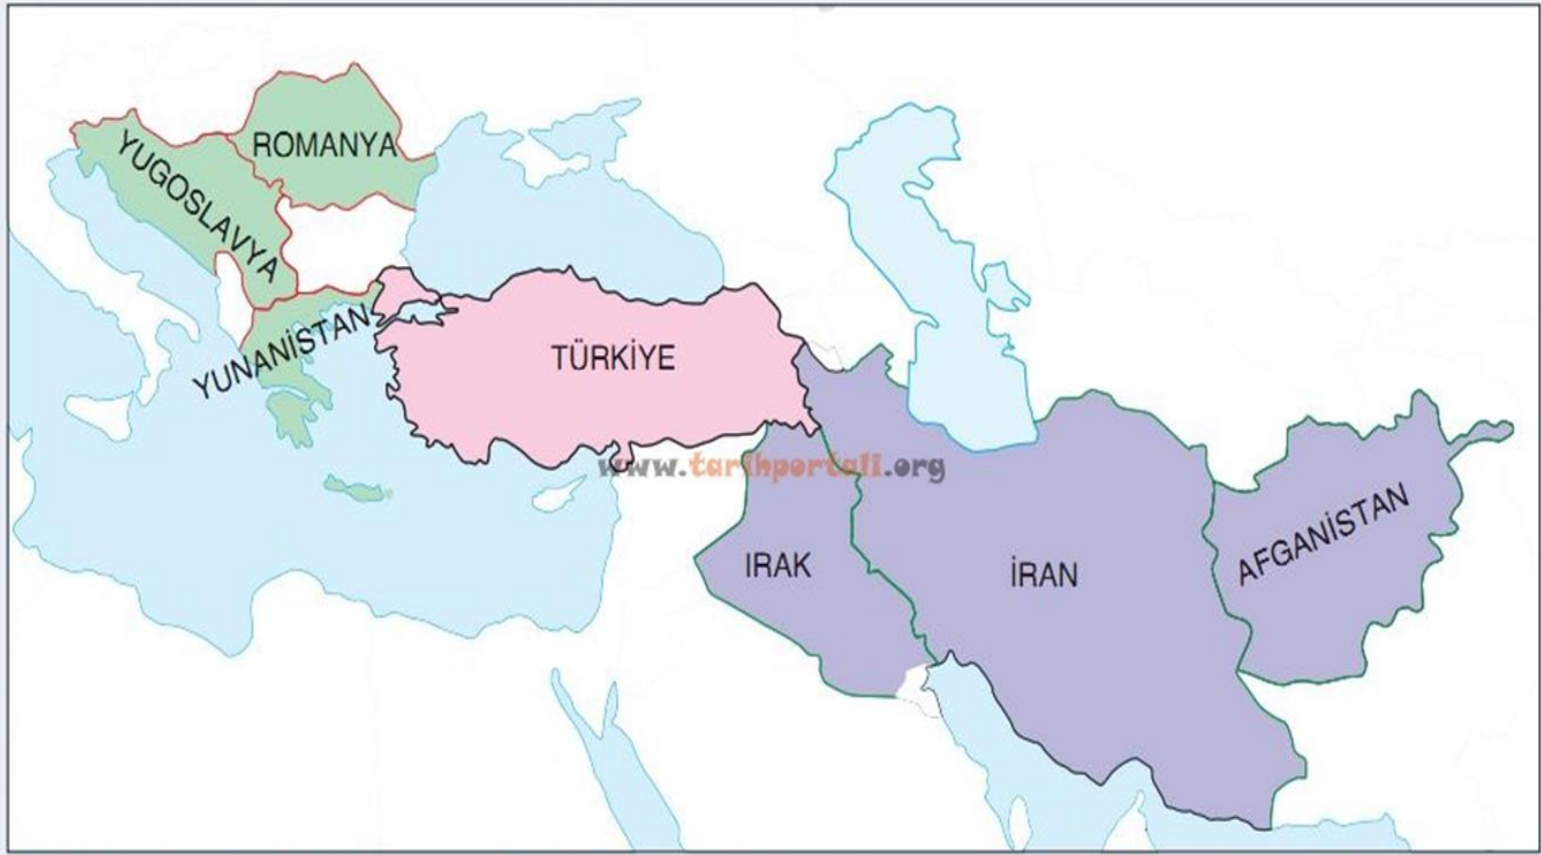 ROMANYA
YUGOSLAVYA
YUNANİSTAN
TÜRKİYE
www.tarihportali.org
IRAK
İRAN
AFGANİSTAN